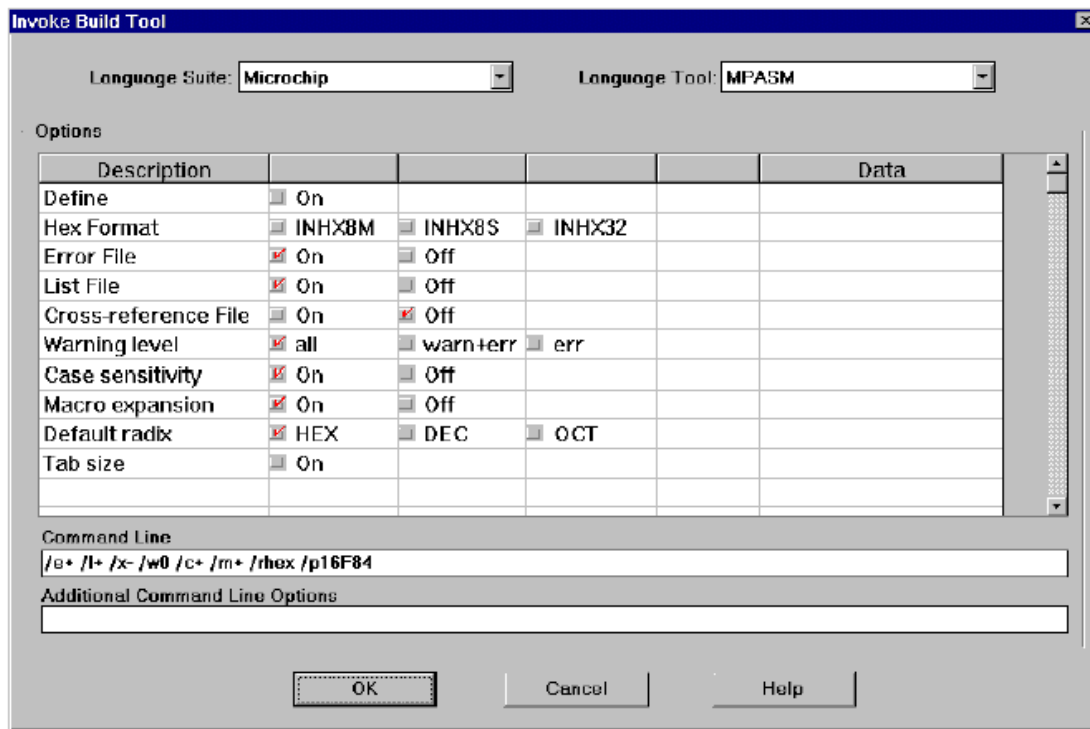 Invoke Build Tool
Language Suite: Microchip Language Tool: MPASM
Options
Description Data
Define On
Hex Format INHX8M INHX8S INHX32
Error File On Off
List File On Off
Cross-reference File On Off
Warning level all warn+err err
Case sensitivity On Off
Macro expansion On Off
Default radix HEX DEC OCT
Tab size On
Command Line
/e+ /l+ /x- /w0 /c+ /m+ /rhex /p16F84
Additional Command Line Options
OK Cancel Help